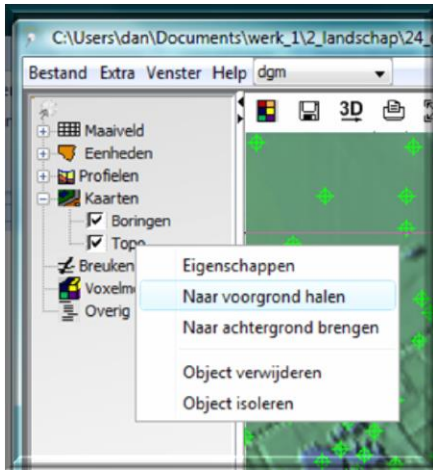 C:\Users\dan\Documents\werk_1\2_landschap\24_
Bestand Extra Venster Help dgm
3D
Maaiveld
Eenheden
Profielen
Kaarten
Boringen
Topo
Breuken
Overig
Eigenschappen
Naar voorgrond halen
Naar achtergrond brengen
Object verwijderen
Object isoleren